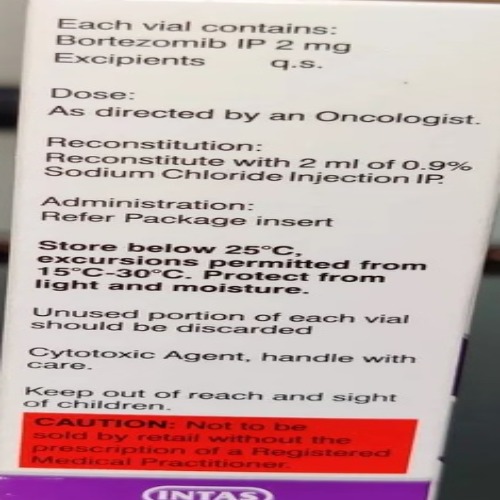 Each vial contains:
Bortezomib IP 2 mg
Excipients q.s.
Dose:
As directed by an Oncologist.
Reconstitution:
Reconstitute with 2 ml of 0.9%
Sodium Chloride Injection IP.
Administration:
Refer Package insert
Store below 25°C,
excursions permitted from
15°C-30°C. Protect from
light and moisture.
Unused portion of each vial
should be discarded
Cytotoxic Agent, handle with
care.
Keep out of reach and sight
of children.
CAUTION: Not to be
sold by retail without the
prescription of a Registered
Medical Practitioner.
INTAS